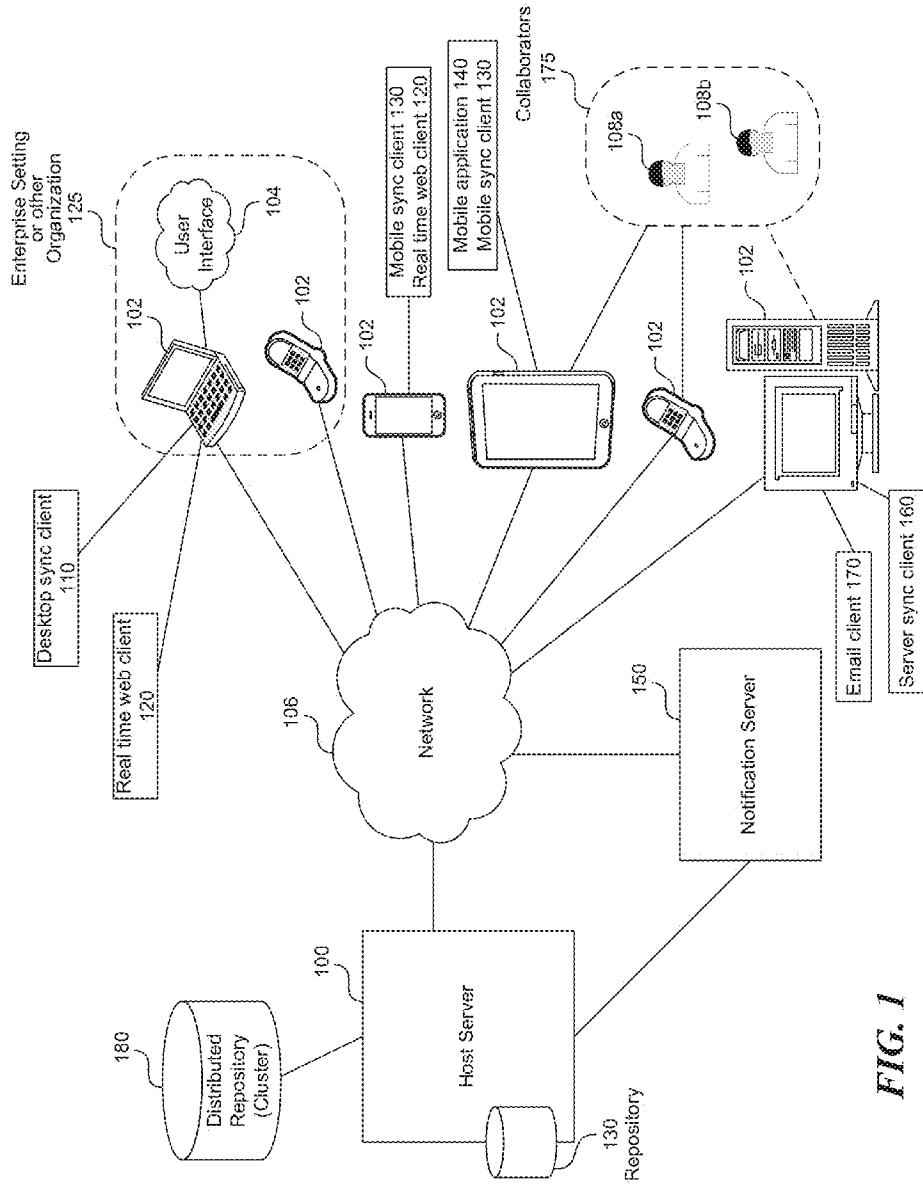 Enterprise Setting
or other
Organization
125
User
Interface
104
102
102
Desktop sync client
110
Real time web client
120
102
Mobile sync client 130
Real time web client 120
102
Mobile application 140
Mobile sync client 130
Collaborators
175
108a
108b
102
102
Email client 170
Server sync client 160
106
Network
150
Notification Server
180
Distributed
Repository
(Cluster)
100
Host Server
130
Repository
FIG. 1